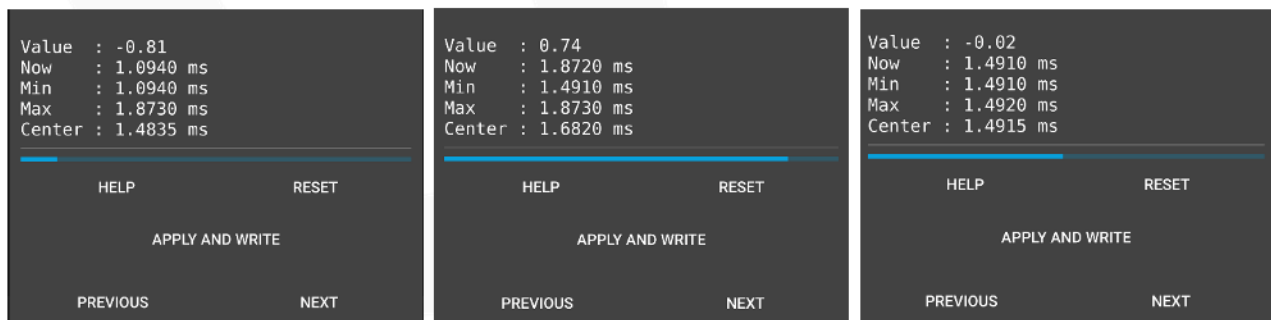 Value  : -0.81
Now    : 1.0940 ms
Min    : 1.0940 ms
Max    : 1.8730 ms
Center : 1.4835 ms
HELP RESET
APPLY AND WRITE
PREVIOUS NEXT
Value  : 0.74
Now    : 1.8720 ms
Min    : 1.4910 ms
Max    : 1.8730 ms
Center : 1.6820 ms
HELP RESET
APPLY AND WRITE
PREVIOUS NEXT
Value  : -0.02
Now    : 1.4910 ms
Min    : 1.4910 ms
Max    : 1.4920 ms
Center : 1.4915 ms
HELP RESET
APPLY AND WRITE
PREVIOUS NEXT